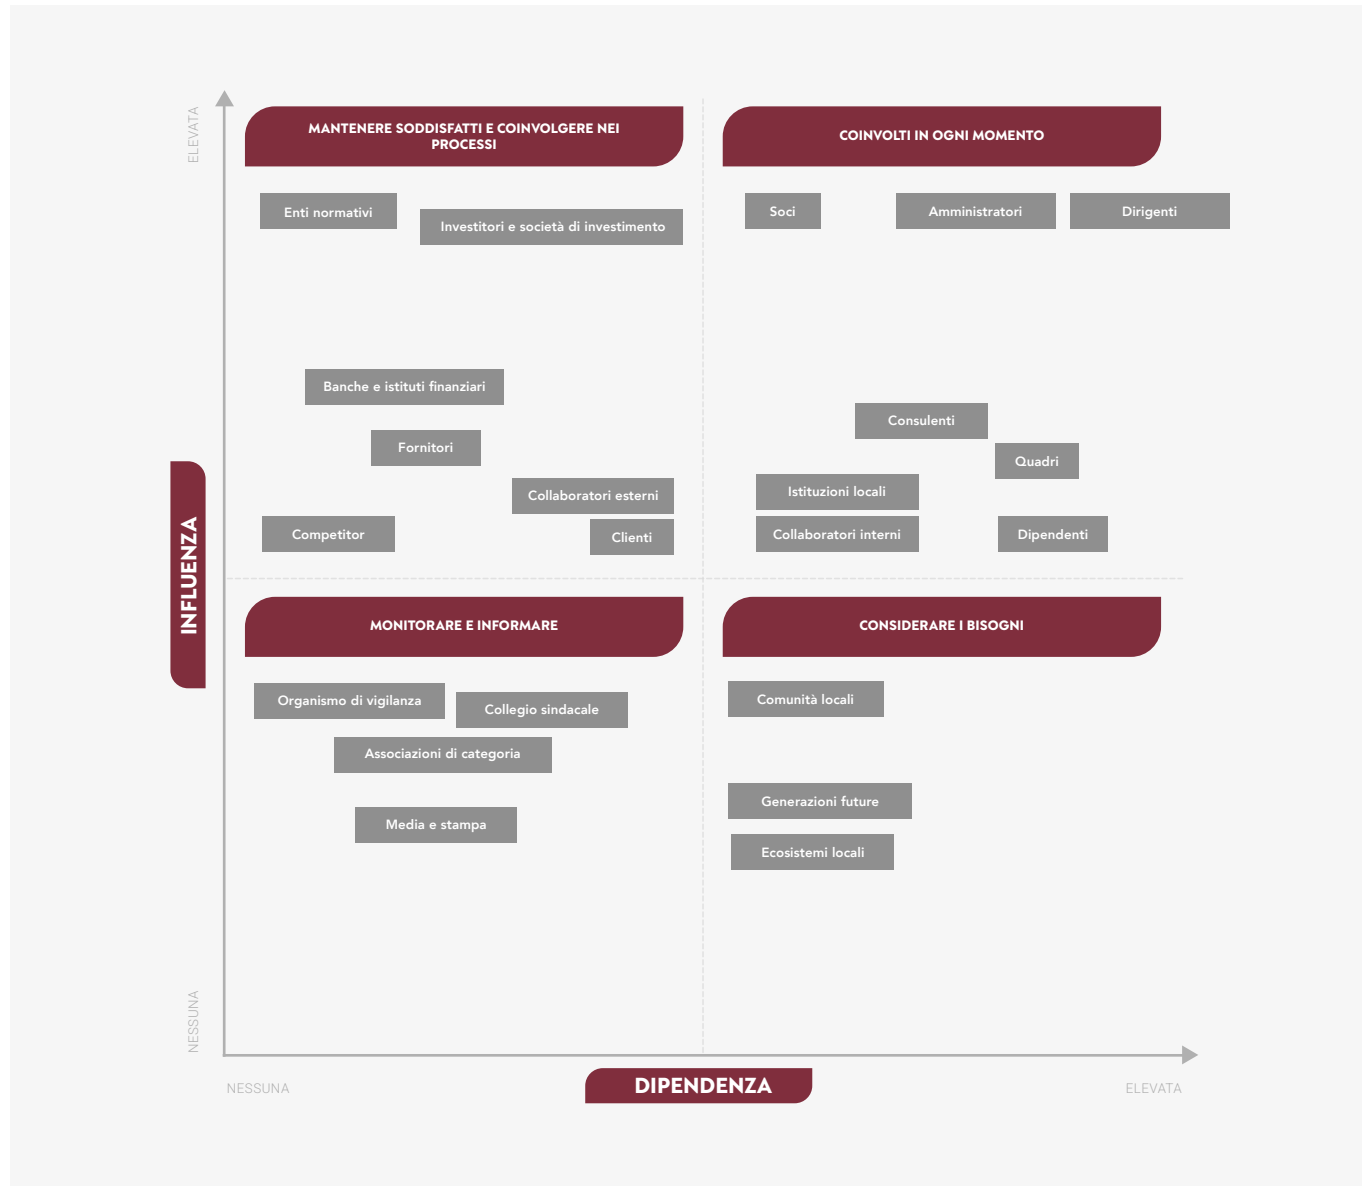 ELEVATA
MANTENERE SODDISFATTI E COINVOLGERE NEI
PROCESSI
COINVOLTI IN OGNI MOMENTO
Enti normativi
Investitori e società di investimento
Soci
Amministratori
Dirigenti
Banche e istituti finanziari
Fornitori
Collaboratori esterni
Competitor
Clienti
Consulenti
Quadri
Istituzioni locali
Collaboratori interni
Dipendenti
INFLUENZA
MONITORARE E INFORMARE
CONSIDERARE I BISOGNI
Organismo di vigilanza
Collegio sindacale
Associazioni di categoria
Media e stampa
Comunità locali
Generazioni future
Ecosistemi locali
NESSUNA
NESSUNA
DIPENDENZA
ELEVATA